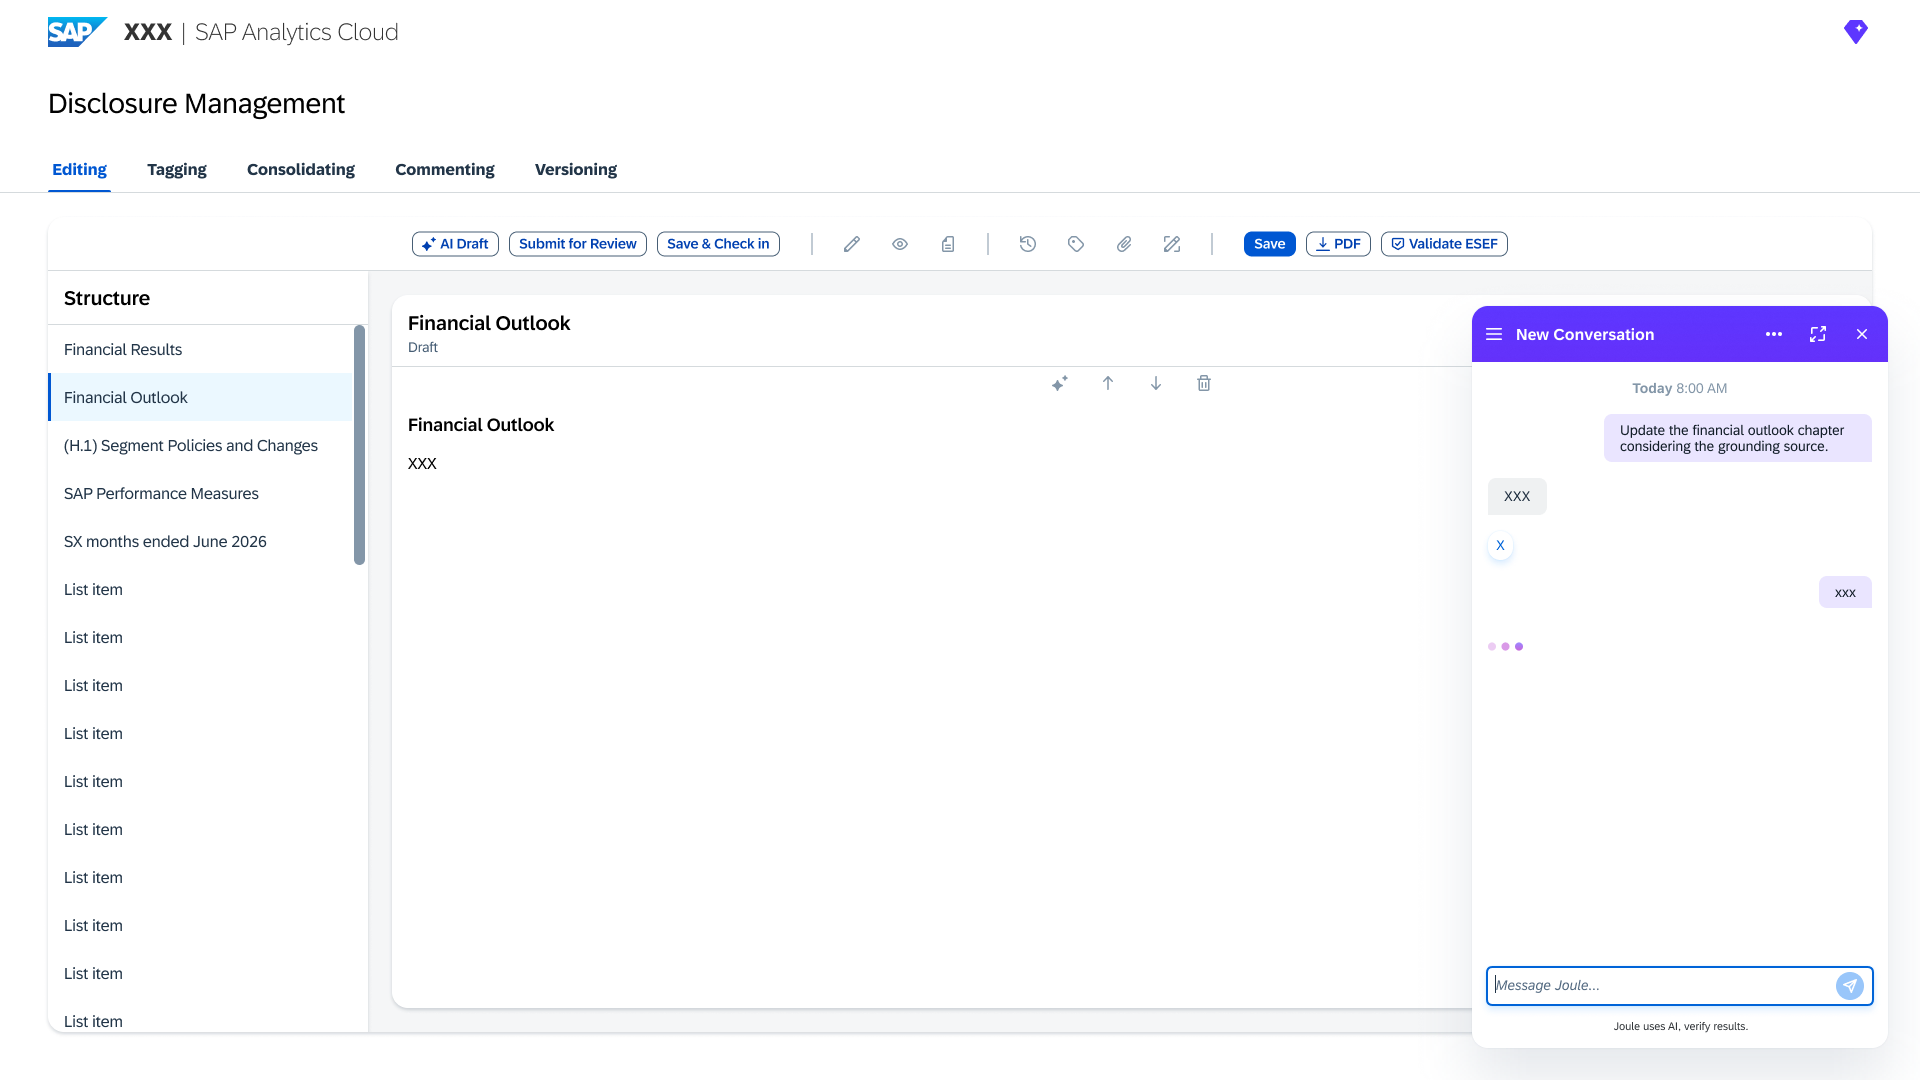 SAP XXX | SAP Analytics Cloud
Disclosure Management
Editing Tagging Consolidating Commenting Versioning
AI Draft Submit for Review Save & Check in Save PDF Validate ESEF
Structure
Financial Results
Financial Outlook
(H.1) Segment Policies and Changes
SAP Performance Measures
SX months ended June 2026
List item
List item
List item
List item
List item
List item
List item
List item
List item
List item
Financial Outlook
Draft
Financial Outlook
XXX
New Conversation
Today 8:00 AM
Update the financial outlook chapter
considering the grounding source.
XXX
X
xxx
Message Joule...
Joule uses AI, verify results.